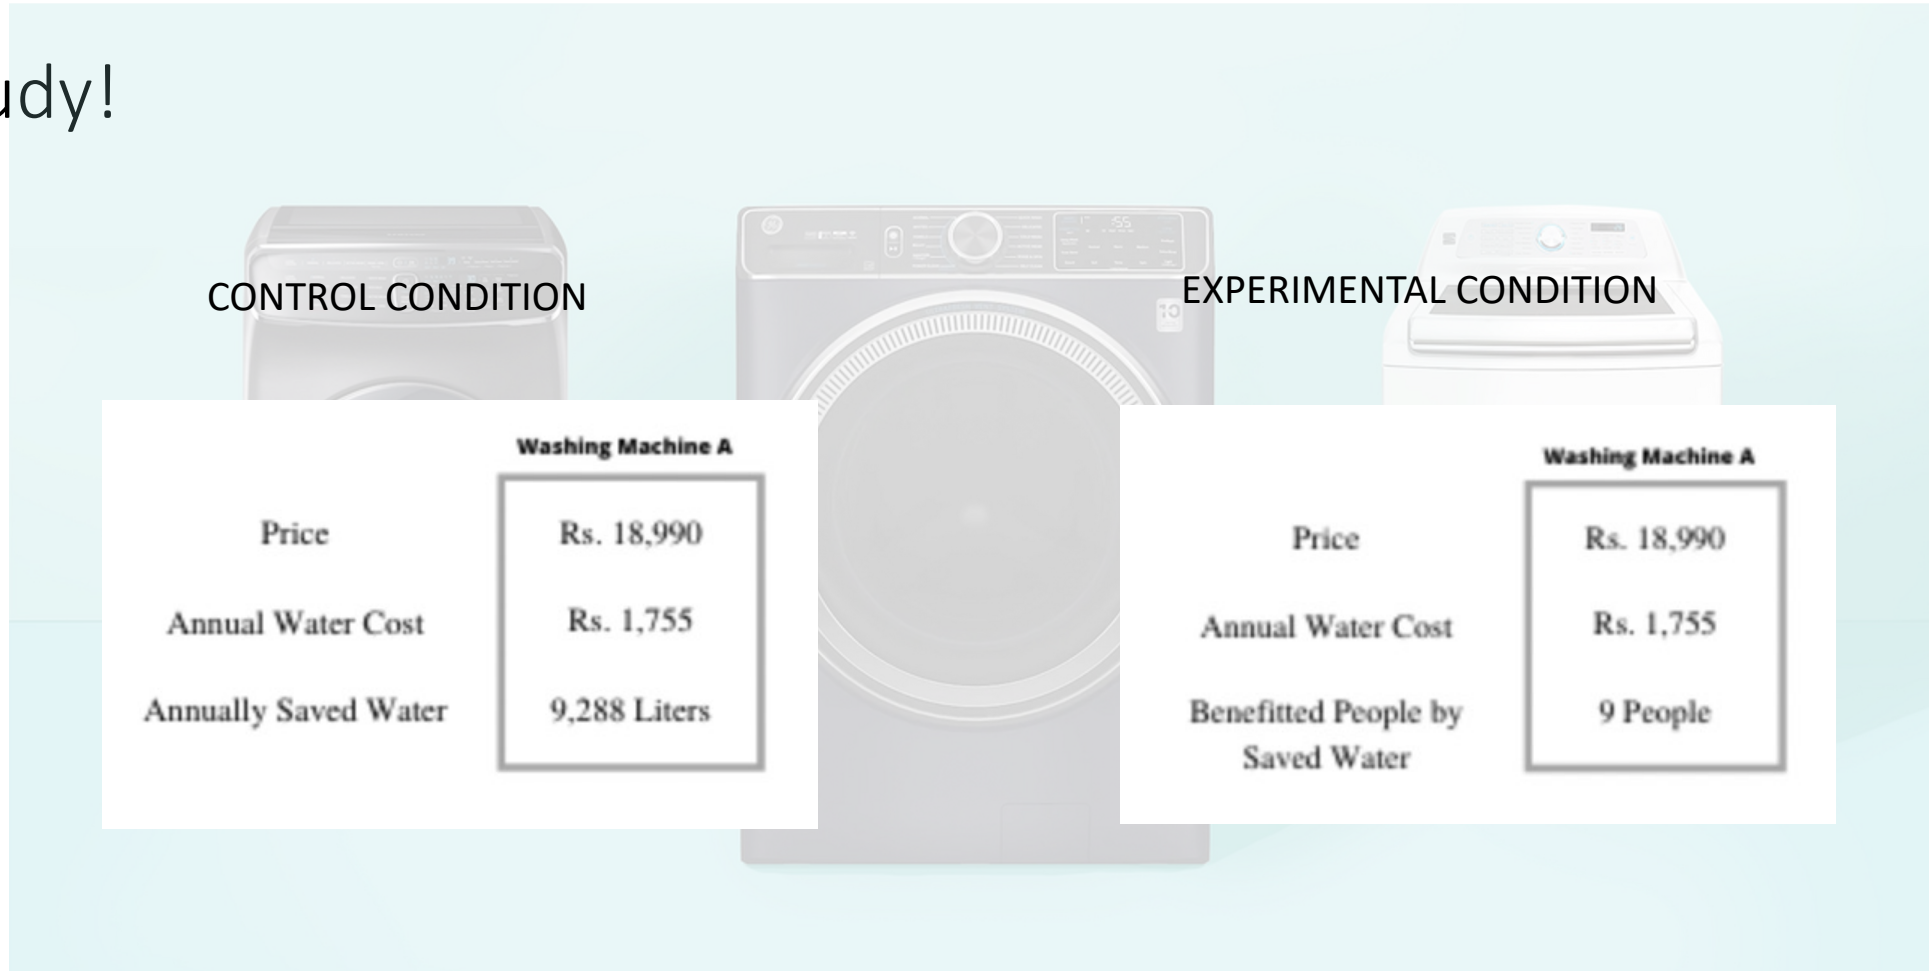 udy!
CONTROL CONDITION
Washing Machine A
Price Rs. 18,990
Annual Water Cost Rs. 1,755
Annually Saved Water 9,288 Liters
EXPERIMENTAL CONDITION
Washing Machine A
Price Rs. 18,990
Annual Water Cost Rs. 1,755
Benefitted People by 9 People
Saved Water